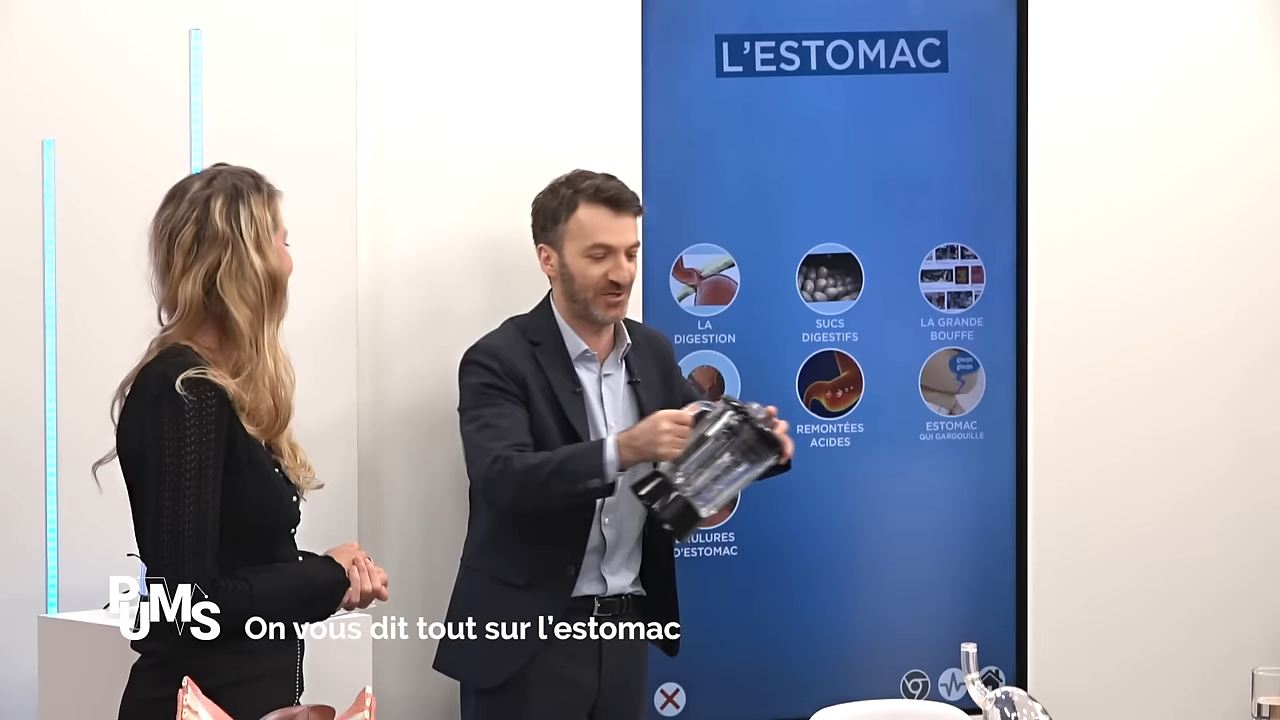 L'ESTOMAC
LA
DIGESTION
SUCS
DIGESTIFS
LA GRANDE
BOUFFE
REMONTÉES
ACIDES
ESTOMAC
QUI GARGOUILLE
D'ESTOMAC
PUMS
On vous dit tout sur l'estomac